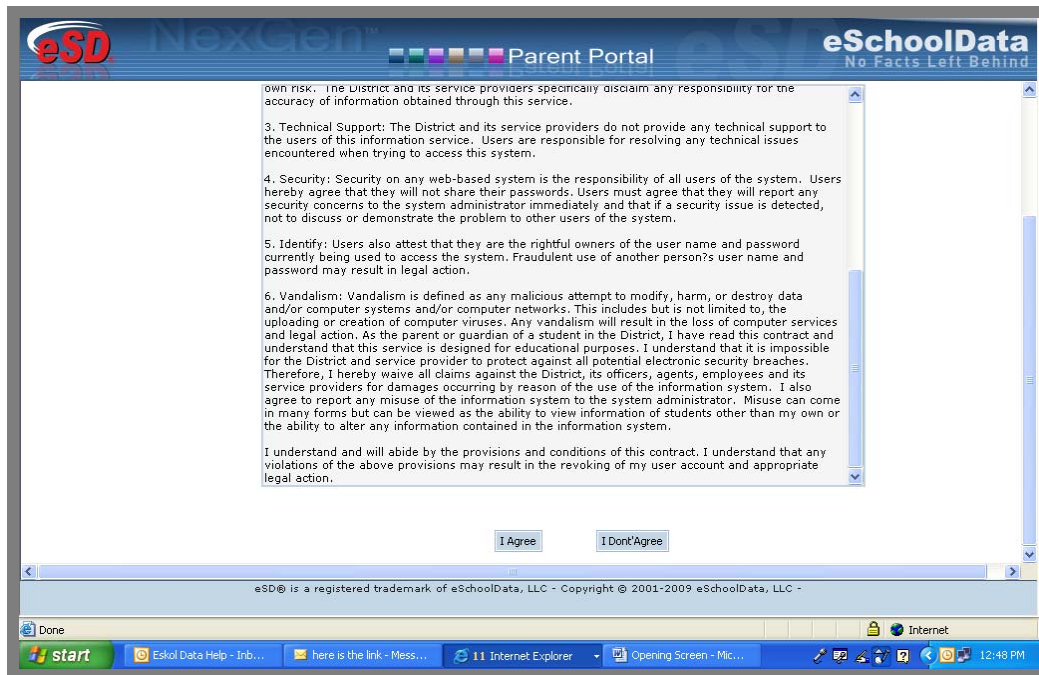 eSD
NexGen™
Parent Portal
eSchoolData
No Facts Left Behind
own risk. The District and its service providers specifically disclaim any responsibility for the
accuracy of information obtained through this service.
3. Technical Support: The District and its service providers do not provide any technical support to
the users of this information service. Users are responsible for resolving any technical issues
encountered when trying to access this system.
4. Security: Security on any web-based system is the responsibility of all users of the system. Users
hereby agree that they will not share their passwords. Users must agree that they will report any
security concerns to the system administrator immediately and that if a security issue is detected,
not to discuss or demonstrate the problem to other users of the system.
5. Identify: Users also attest that they are the rightful owners of the user name and password
currently being used to access the system. Fraudulent use of another person?s user name and
password may result in legal action.
6. Vandalism: Vandalism is defined as any malicious attempt to modify, harm, or destroy data
and/or computer systems and/or computer networks. This includes but is not limited to, the
uploading or creation of computer viruses. Any vandalism will result in the loss of computer services
and legal action. As the parent or guardian of a student in the District, I have read this contract and
understand that this service is designed for educational purposes. I understand that it is impossible
for the District and service provider to protect against all potential electronic security breaches.
Therefore, I hereby waive all claims against the District, its officers, agents, employees and its
service providers for damages occurring by reason of the use of the information system. I also
agree to report any misuse of the information system to the system administrator. Misuse can come
in many forms but can be viewed as the ability to view information of students other than my own or
the ability to alter any information contained in the information system.
I understand and will abide by the provisions and conditions of this contract. I understand that any
violations of the above provisions may result in the revoking of my user account and appropriate
legal action.
I Agree
I Dont'Agree
eSD® is a registered trademark of eSchoolData, LLC - Copyright © 2001-2009 eSchoolData, LLC -
Done
Internet
start
Eskol Data Help - Inb...
here is the link - Mess...
11 Internet Explorer
Opening Screen - Mic...
12:48 PM